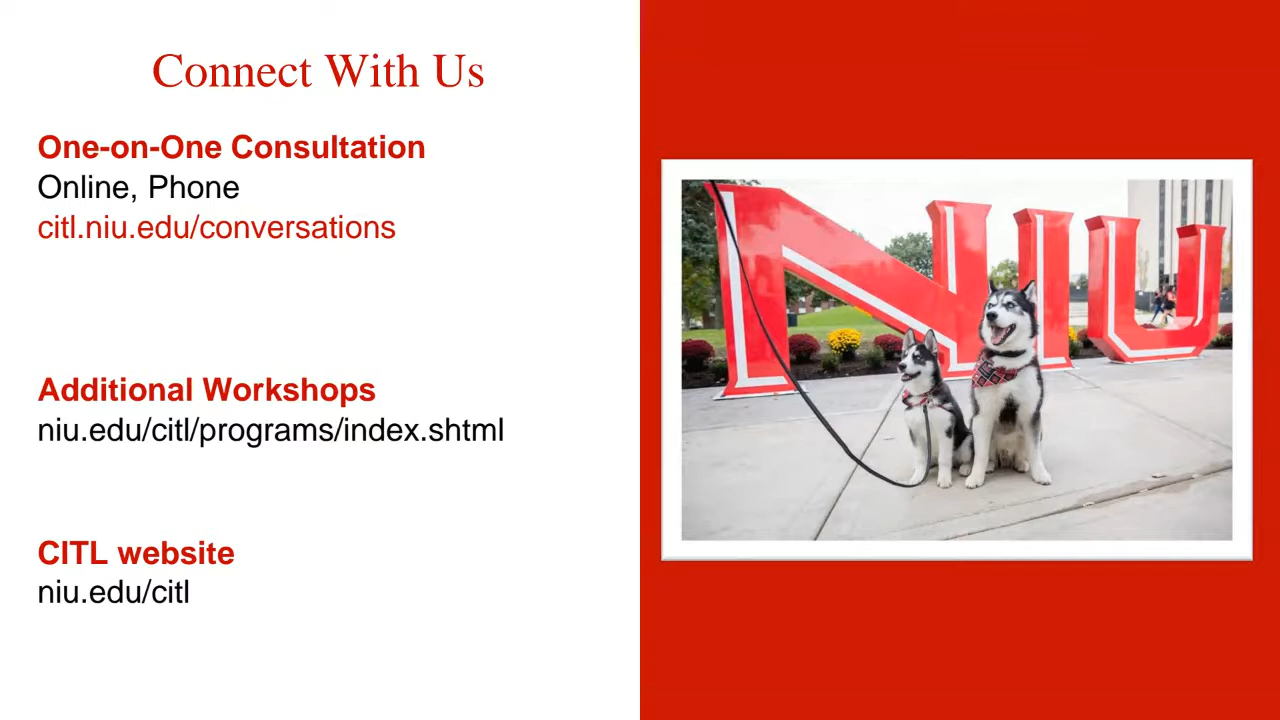 Connect With Us
One-on-One Consultation
Online, Phone
citl.niu.edu/conversations
Additional Workshops
niu.edu/citl/programs/index.shtml
CITL website
niu.edu/citl
NIU